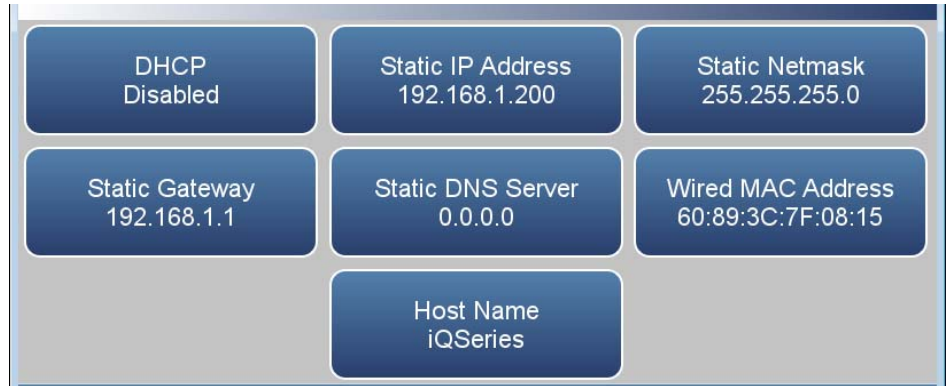 DHCP
Disabled
Static IP Address
192.168.1.200
Static Netmask
255.255.255.0
Static Gateway
192.168.1.1
Static DNS Server
0.0.0.0
Wired MAC Address
60:89:3C:7F:08:15
Host Name
iQSeries